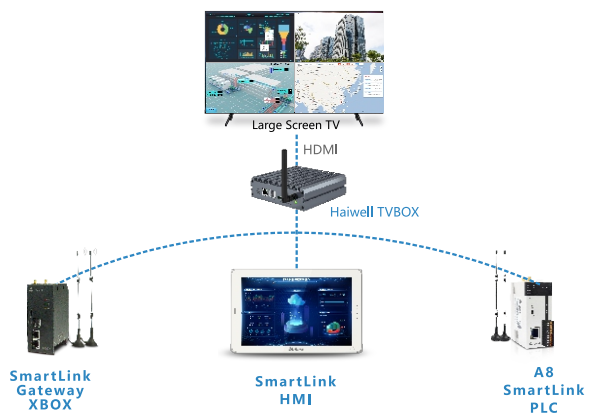 Large Screen TV
HDMI
Haiwell TVBOX
SmartLink
Gateway
XBOX
SmartLink
HMI
A8
SmartLink
PLC